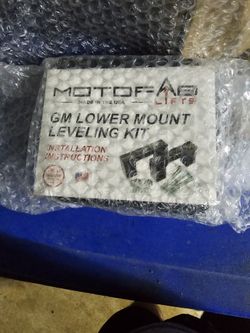 MOTOFAB
MADE IN THE USA
LIFTS
GM LOWER MOUNT
LEVELING KIT
INSTALLATION
INSTRUCTIONS